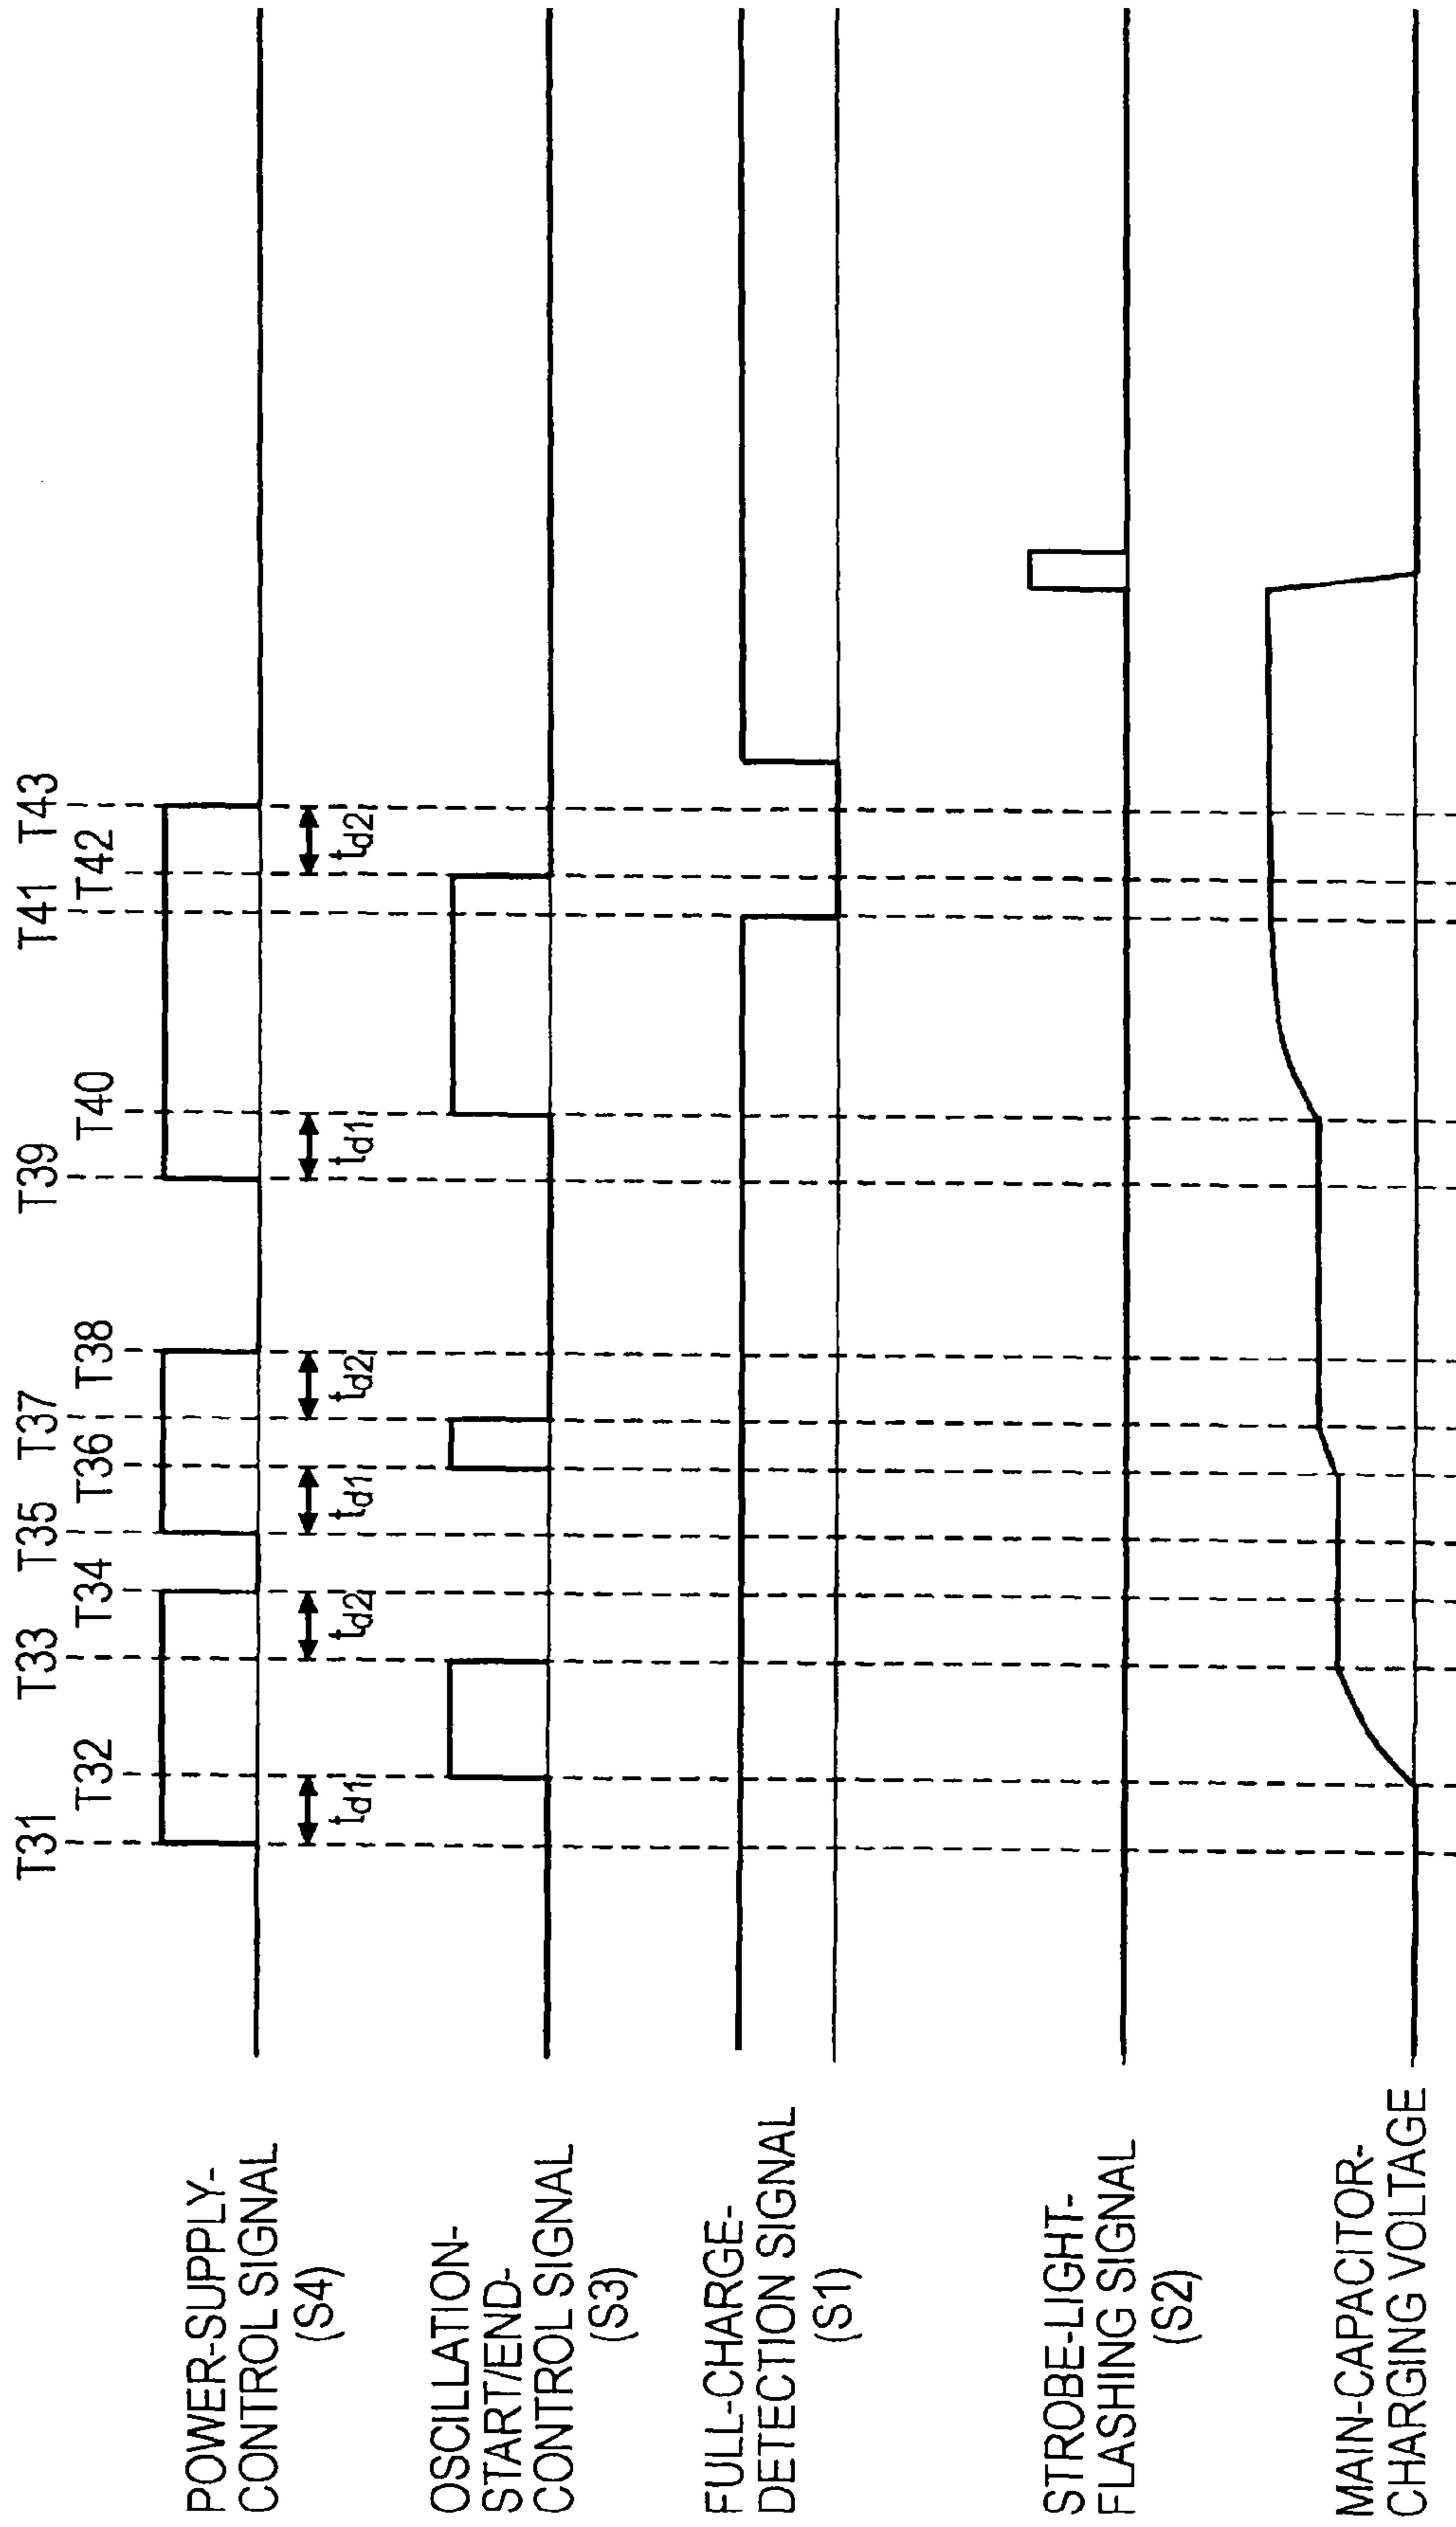 T31 T33 T35 T37 T39 T41 T43
T32 T34 T36 T38 T40 T42
POWER-SUPPLY-
CONTROL SIGNAL
(S4)
td1 td2 td1 td2 td1 td2
OSCILLATION-
START/END-
CONTROL SIGNAL
(S3)
FULL-CHARGE-
DETECTION SIGNAL
(S1)
STROBE-LIGHT-
FLASHING SIGNAL
(S2)
MAIN-CAPACITOR-
CHARGING VOLTAGE